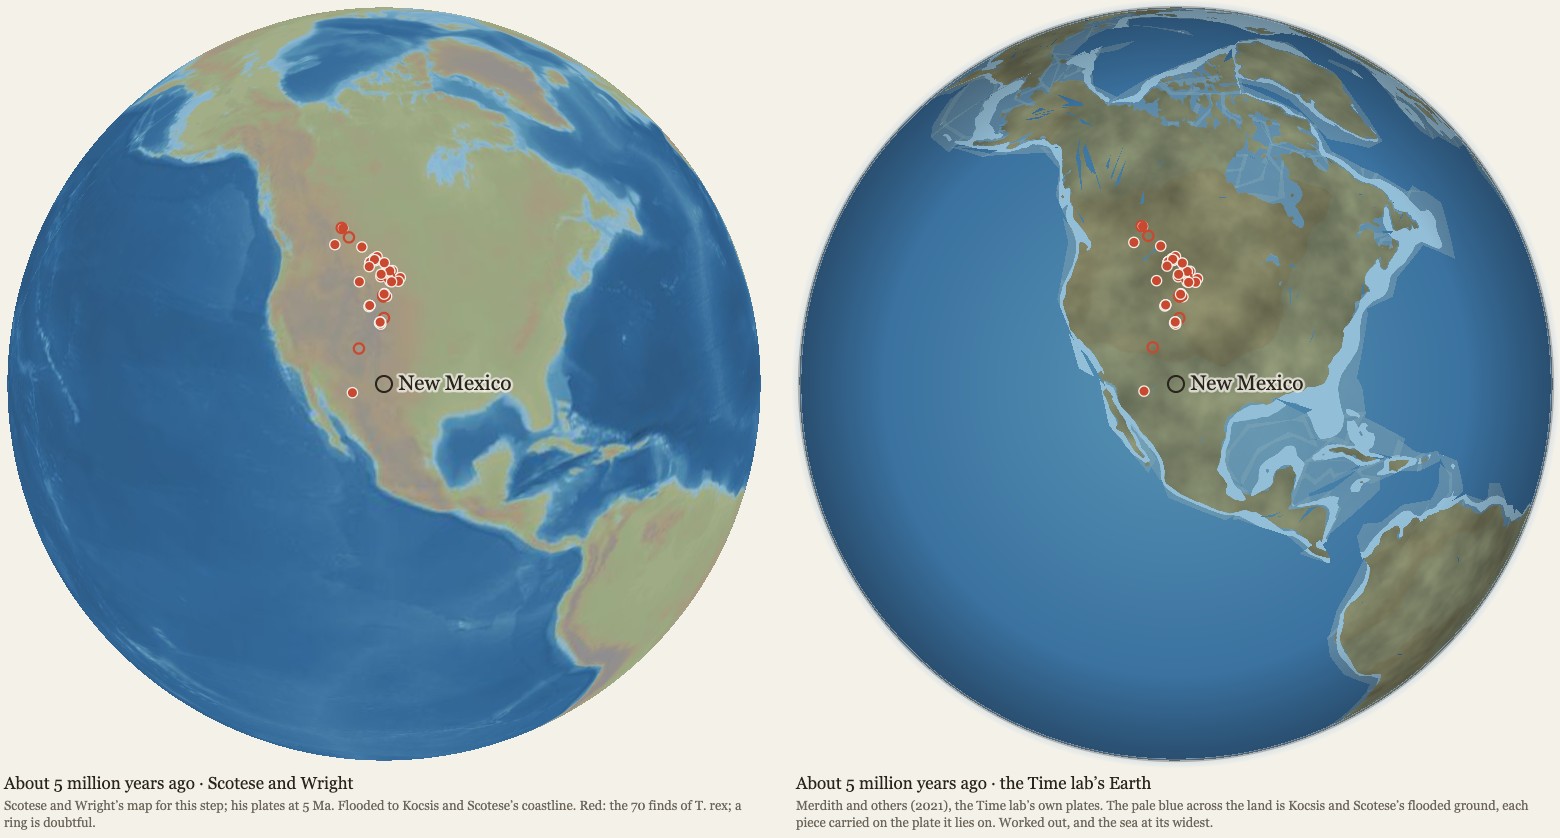 New Mexico
New Mexico
About 5 million years ago · Scotese and Wright
Scotese and Wright's map for this step; his plates at 5 Ma. Flooded to Kocsis and Scotese's coastline. Red: the 70 finds of T. rex; a
ring is doubtful.
About 5 million years ago · the Time lab's Earth
Merdith and others (2021), the Time lab's own plates. The pale blue across the land is Kocsis and Scotese's flooded ground, each
piece carried on the plate it lies on. Worked out, and the sea at its widest.